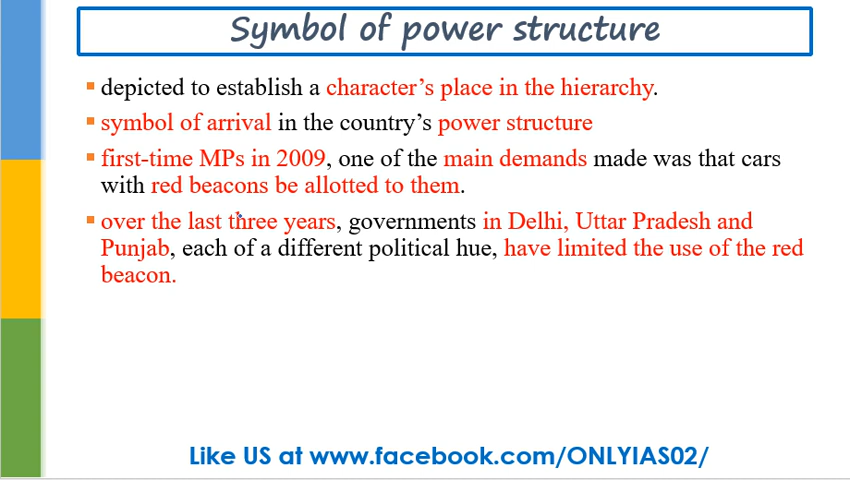 Symbol of power structure
depicted to establish a character's place in the hierarchy.
symbol of arrival in the country's power structure
first-time MPs in 2009, one of the main demands made was that cars
with red beacons be allotted to them.
over the last three years, governments in Delhi, Uttar Pradesh and
Punjab, each of a different political hue, have limited the use of the red
beacon.
Like US at www.facebook.com/ONLYIAS02/